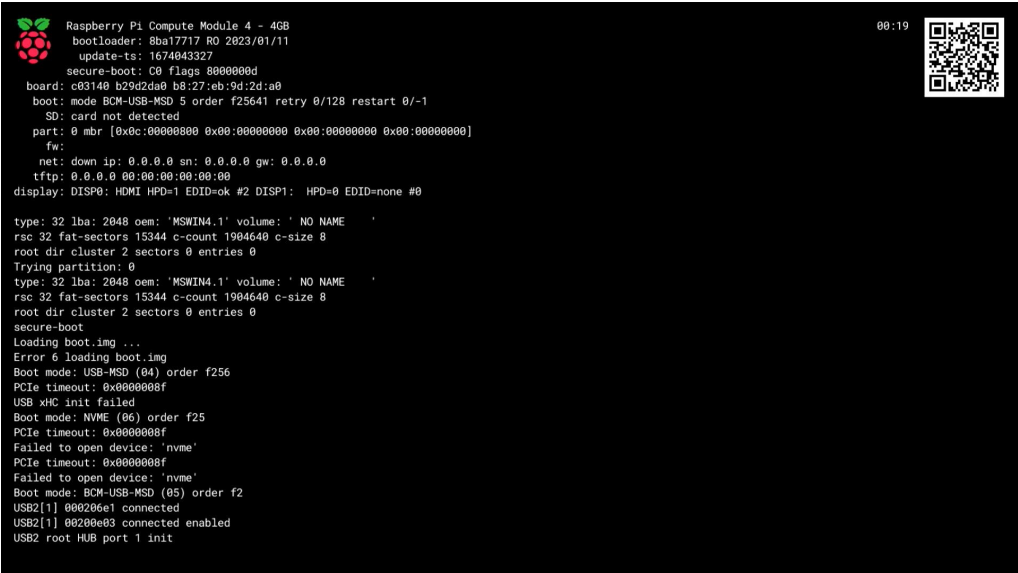 Raspberry Pi Compute Module 4 - 4GB
00:19
bootloader: 8ba17717 RO 2023/01/11
update-ts: 1674043327
secure-boot: C0 flags 8000000d
board: c03140 b29d2da0 b8:27:eb:9d:2d:a0
boot: mode BCM-USB-MSD 5 order f25641 retry 0/128 restart 0/-1
SD: card not detected
part: 0 mbr [0x0c:00000800 0x00:00000000 0x00:00000000 0x00:00000000]
fw:
net: down ip: 0.0.0.0 sn: 0.0.0.0 gw: 0.0.0.0
tftp: 0.0.0.0 00:00:00:00:00:00
display: DISP0: HDMI HPD=1 EDID=ok #2 DISP1:  HPD=0 EDID=none #0
type: 32 lba: 2048 oem: 'MSWIN4.1' volume: ' NO NAME    '
rsc 32 fat-sectors 15344 c-count 1904640 c-size 8
root dir cluster 2 sectors 0 entries 0
Trying partition: 0
type: 32 lba: 2048 oem: 'MSWIN4.1' volume: ' NO NAME    '
rsc 32 fat-sectors 15344 c-count 1904640 c-size 8
root dir cluster 2 sectors 0 entries 0
secure-boot
Loading boot.img ...
Error 6 loading boot.img
Boot mode: USB-MSD (04) order f256
PCIe timeout: 0x0000008f
USB xHC init failed
Boot mode: NVME (06) order f25
PCIe timeout: 0x0000008f
Failed to open device: 'nvme'
PCIe timeout: 0x0000008f
Failed to open device: 'nvme'
Boot mode: BCM-USB-MSD (05) order f2
USB2[1] 000206e1 connected
USB2[1] 00200e03 connected enabled
USB2 root HUB port 1 init